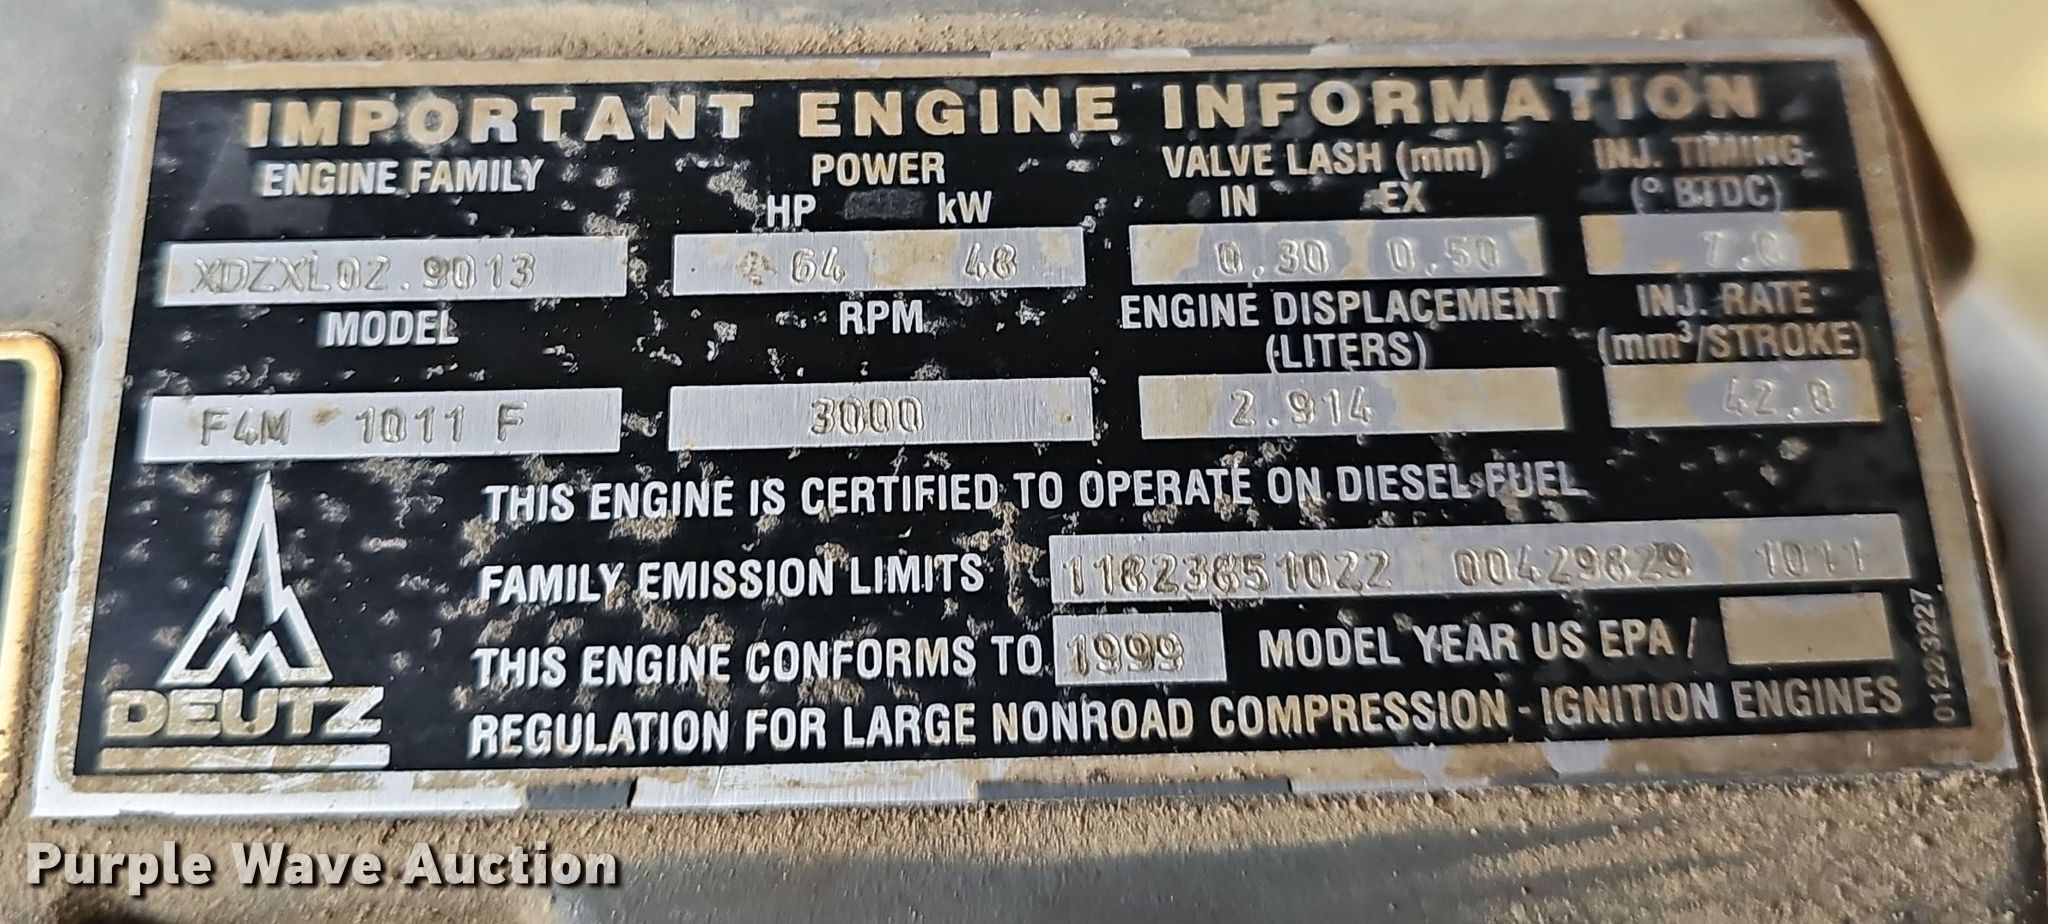 IMPORTANT ENGINE INFORMATION
ENGINE FAMILY
XDZXL02.9013
POWER
HP kW
64 48
VALVE LASH (mm)
IN EX
0.30 0.50
INJ. TIMING
(° BTDC)
7.0
MODEL
F4M 1011 F
RPM
3000
ENGINE DISPLACEMENT
(LITERS)
2.914
INJ. RATE
(mm³/STROKE)
42.0
THIS ENGINE IS CERTIFIED TO OPERATE ON DIESEL FUEL
FAMILY EMISSION LIMITS 00429829 1011
THIS ENGINE CONFORMS TO 1999 MODEL YEAR US EPA /
REGULATION FOR LARGE NONROAD COMPRESSION - IGNITION ENGINES
DEUTZ
01223227
Purple Wave Auction